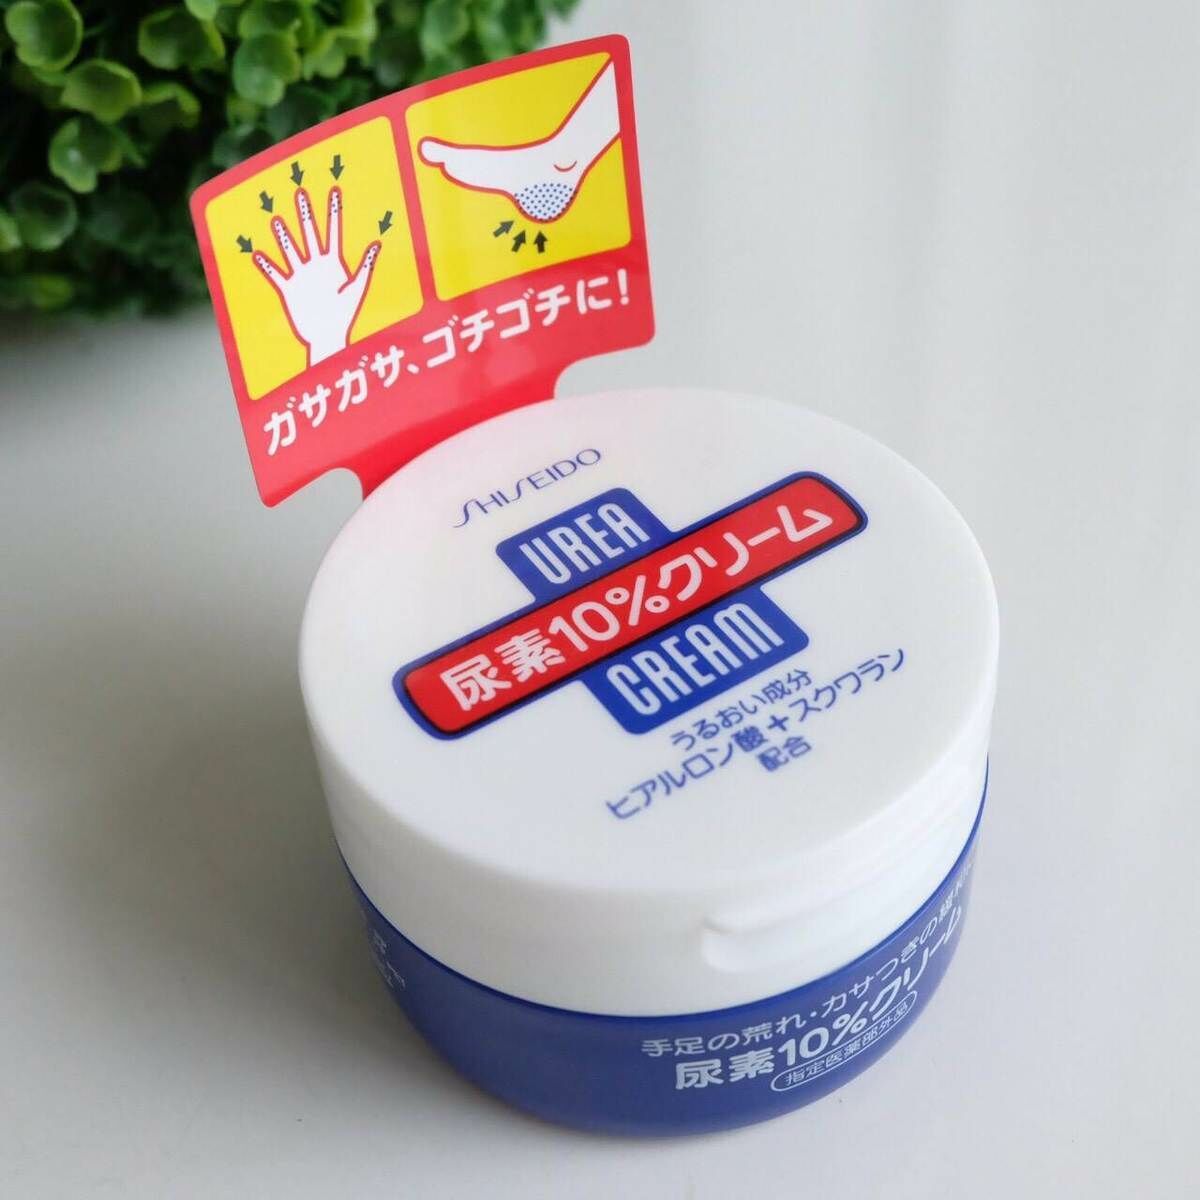 ガサガサ、ゴチゴチに!
SHISEIDO
UREA
尿素10%クリーム
CREAM
うるおい成分
ヒアルロン酸+スクワラン
配合
手足の荒れ・カサつきの緩和に
尿素10%クリーム
指定医薬部外品